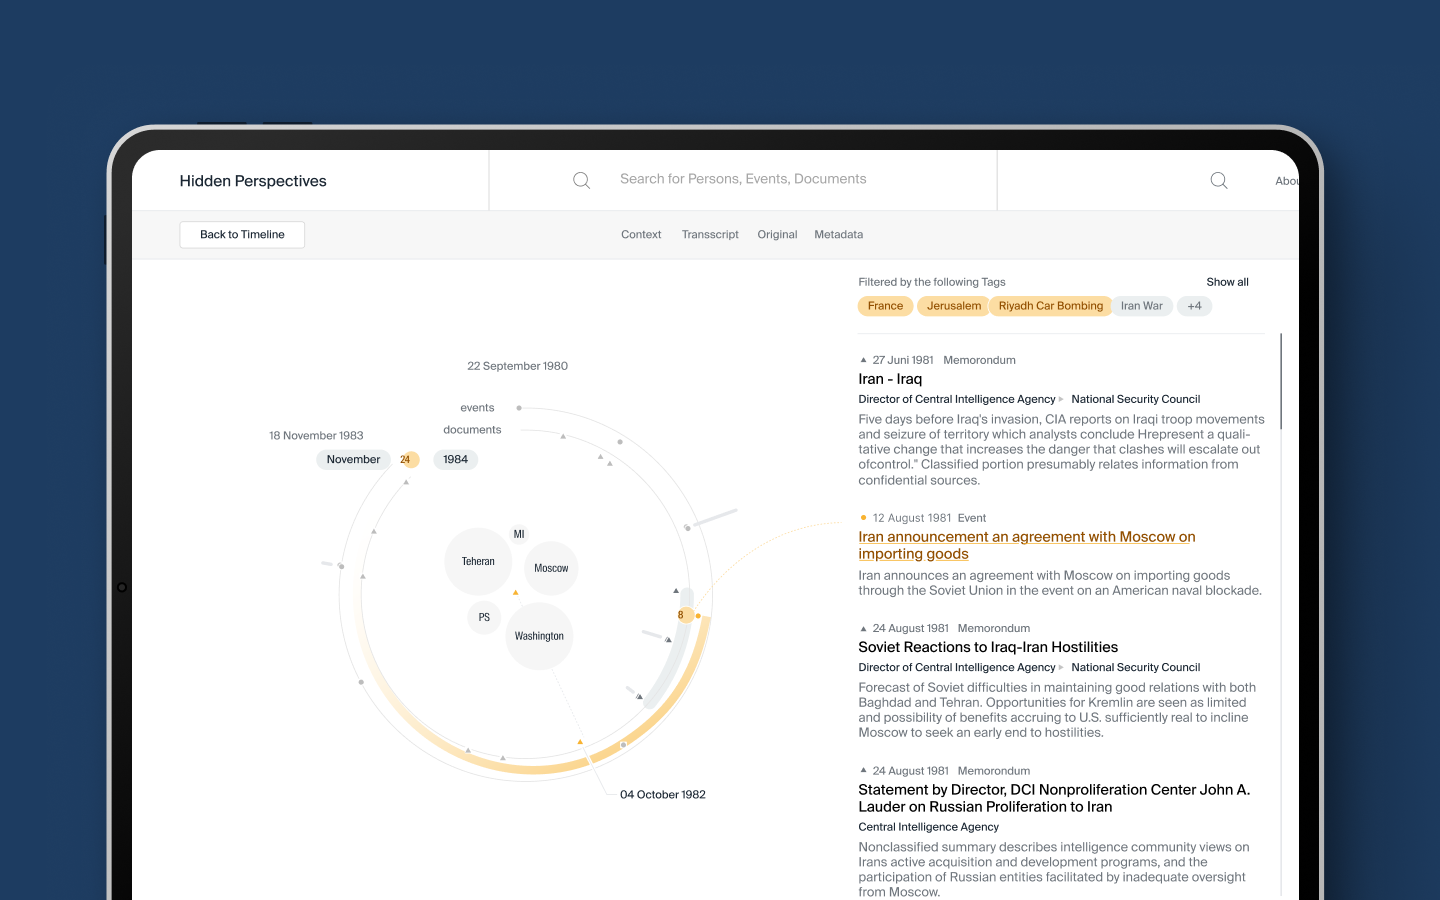 Hidden Perspectives
Search for Persons, Events, Documents
Abou
Back to Timeline
Context Transscript Original Metadata
Filtered by the following Tags
Show all
France Jerusalem Riyadh Car Bombing Iran War +4
22 September 1980
events
documents
18 November 1983
November 24 1984
MI
Teheran
Moscow
PS
Washington
8
04 October 1982
27 Juni 1981 Memorandum
Iran - Iraq
Director of Central Intelligence Agency National Security Council
Five days before Iraq's invasion, CIA reports on Iraqi troop movements
and seizure of territory which analysts conclude Hrepresent a quali-
tative change that increases the danger that clashes will escalate out
ofcontrol." Classified portion presumably relates information from
confidential sources.
12 August 1981 Event
Iran announcement an agreement with Moscow on
importing goods
Iran announces an agreement with Moscow on importing goods
through the Soviet Union in the event on an American naval blockade.
24 August 1981 Memorandum
Soviet Reactions to Iraq-Iran Hostilities
Director of Central Intelligence Agency National Security Council
Forecast of Soviet difficulties in maintaining good relations with both
Baghdad and Tehran. Opportunities for Kremlin are seen as limited
and possibility of benefits accruing to U.S. sufficiently real to incline
Moscow to seek an early end to hostilities.
24 August 1981 Memorandum
Statement by Director, DCI Nonproliferation Center John A.
Lauder on Russian Proliferation to Iran
Central Intelligence Agency
Nonclassified summary describes intelligence community views on
Irans active acquisition and development programs, and the
participation of Russian entities facilitated by inadequate oversight
from Moscow.